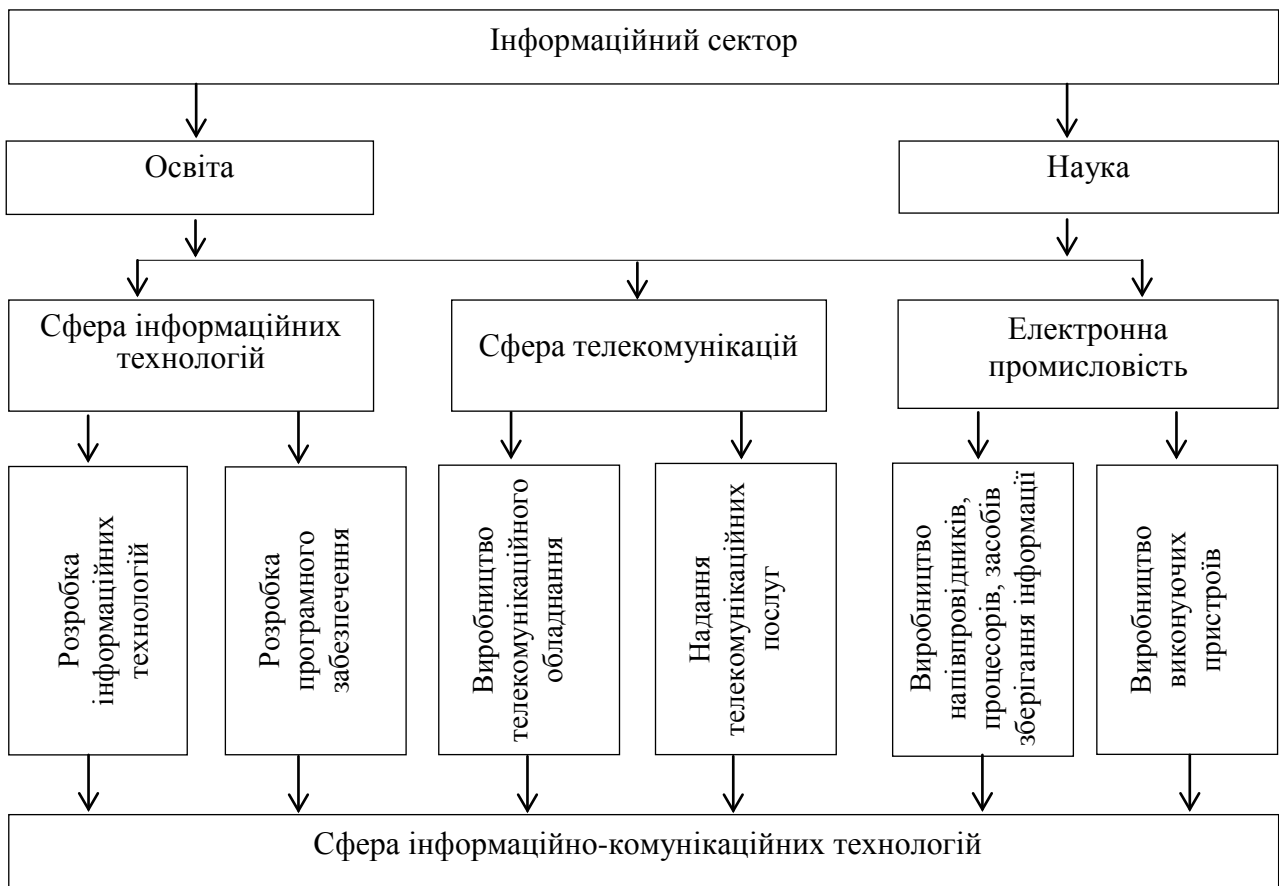 Інформаційний сектор
Освіта
Наука
Сфера інформаційних
технологій
Сфера телекомунікацій
Електронна
промисловість
Розробка
інформаційних
технологій
Розробка
програмного
забезпечення
Виробництво
телекомунікаційного
обладнання
Надання
телекомунікаційних
послуг
Виробництво
напівпровідників,
процесорів, засобів
зберігання інформації
Виробництво
виконуючих
пристроїв
Сфера інформаційно-комунікаційних технологій